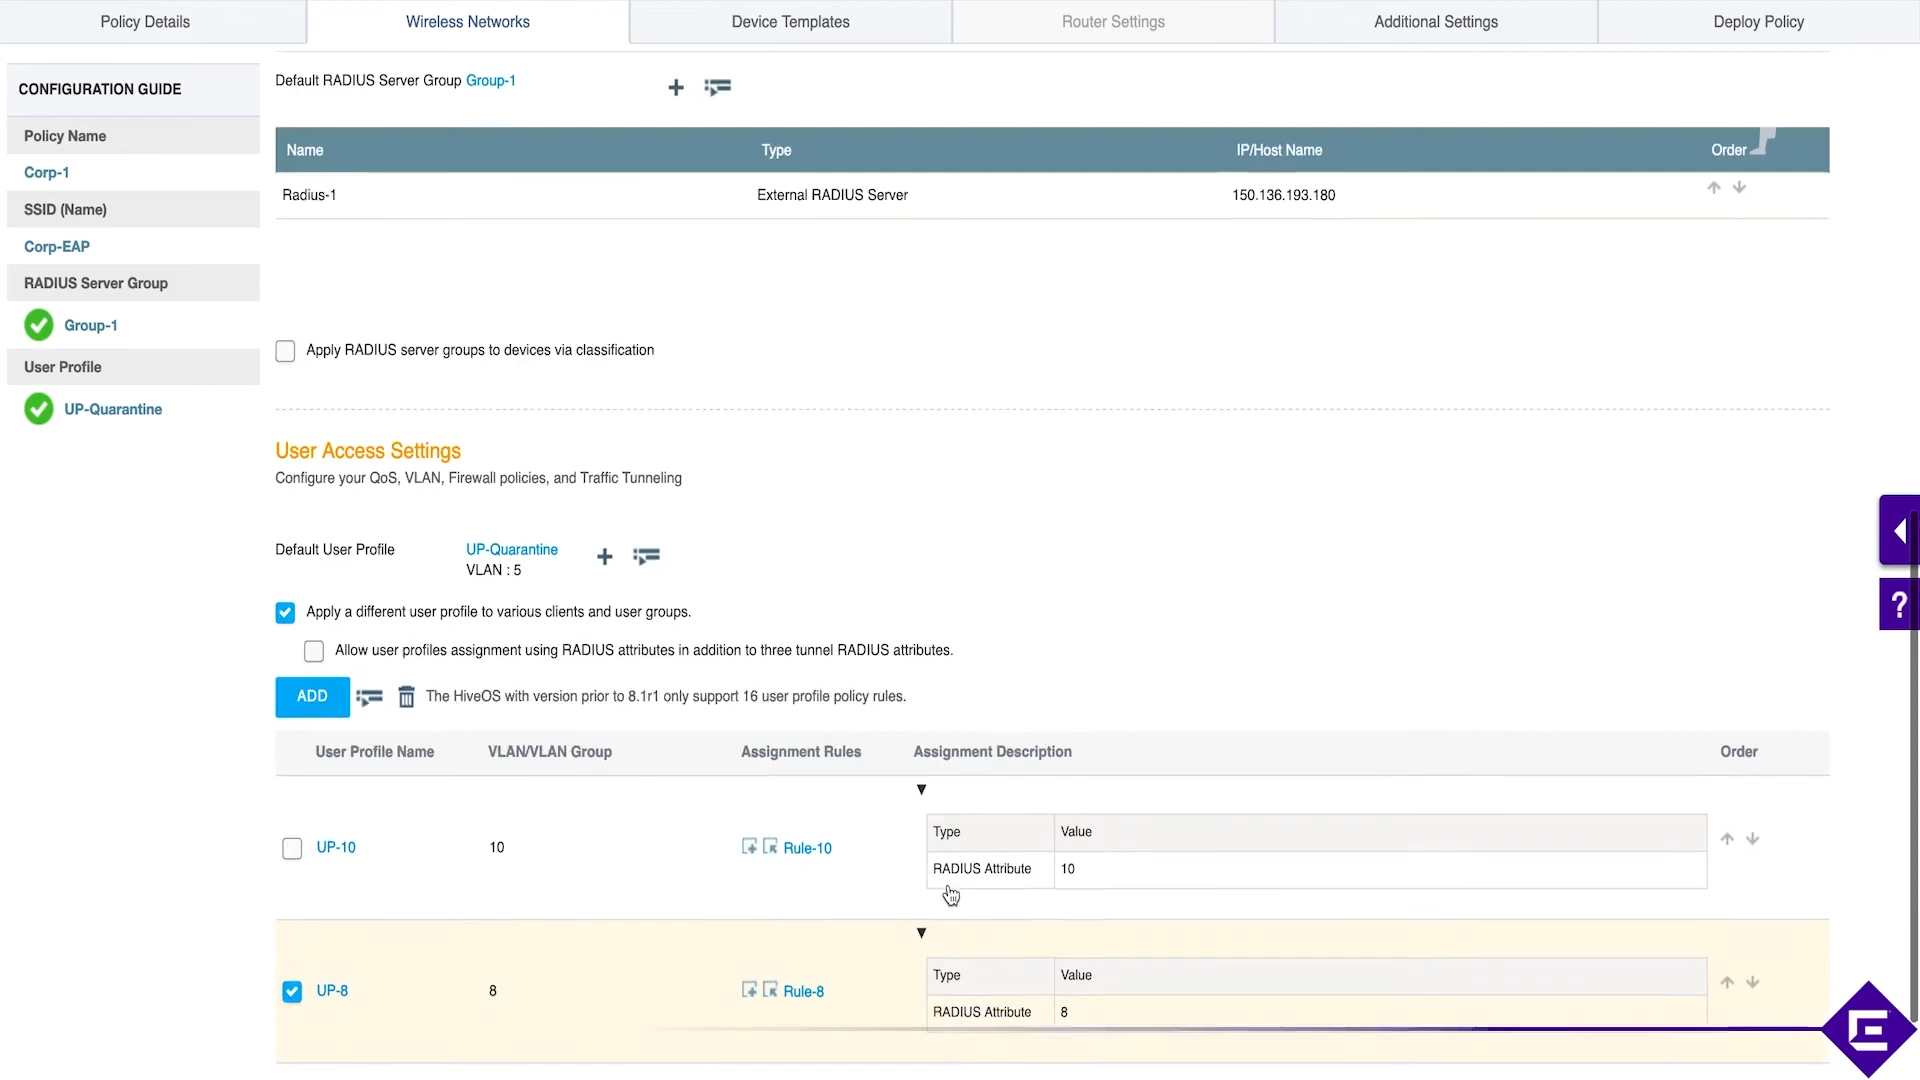 Policy Details
Wireless Networks
Device Templates
Router Settings
Additional Settings
Deploy Policy
CONFIGURATION GUIDE
Policy Name
Corp-1
SSID (Name)
Corp-EAP
RADIUS Server Group
Group-1
User Profile
UP-Quarantine
Default RADIUS Server Group Group-1
Name Type IP/Host Name Order
Radius-1 External RADIUS Server 150.136.193.180
Apply RADIUS server groups to devices via classification
User Access Settings
Configure your QoS, VLAN, Firewall policies, and Traffic Tunneling
Default User Profile UP-Quarantine
VLAN : 5
Apply a different user profile to various clients and user groups.
Allow user profiles assignment using RADIUS attributes in addition to three tunnel RADIUS attributes.
ADD The HiveOS with version prior to 8.1r1 only support 16 user profile policy rules.
User Profile Name VLAN/VLAN Group Assignment Rules Assignment Description Order
Type Value
UP-10 10 Rule-10
RADIUS Attribute 10
Type Value
UP-8 8 Rule-8
RADIUS Attribute 8
?
E